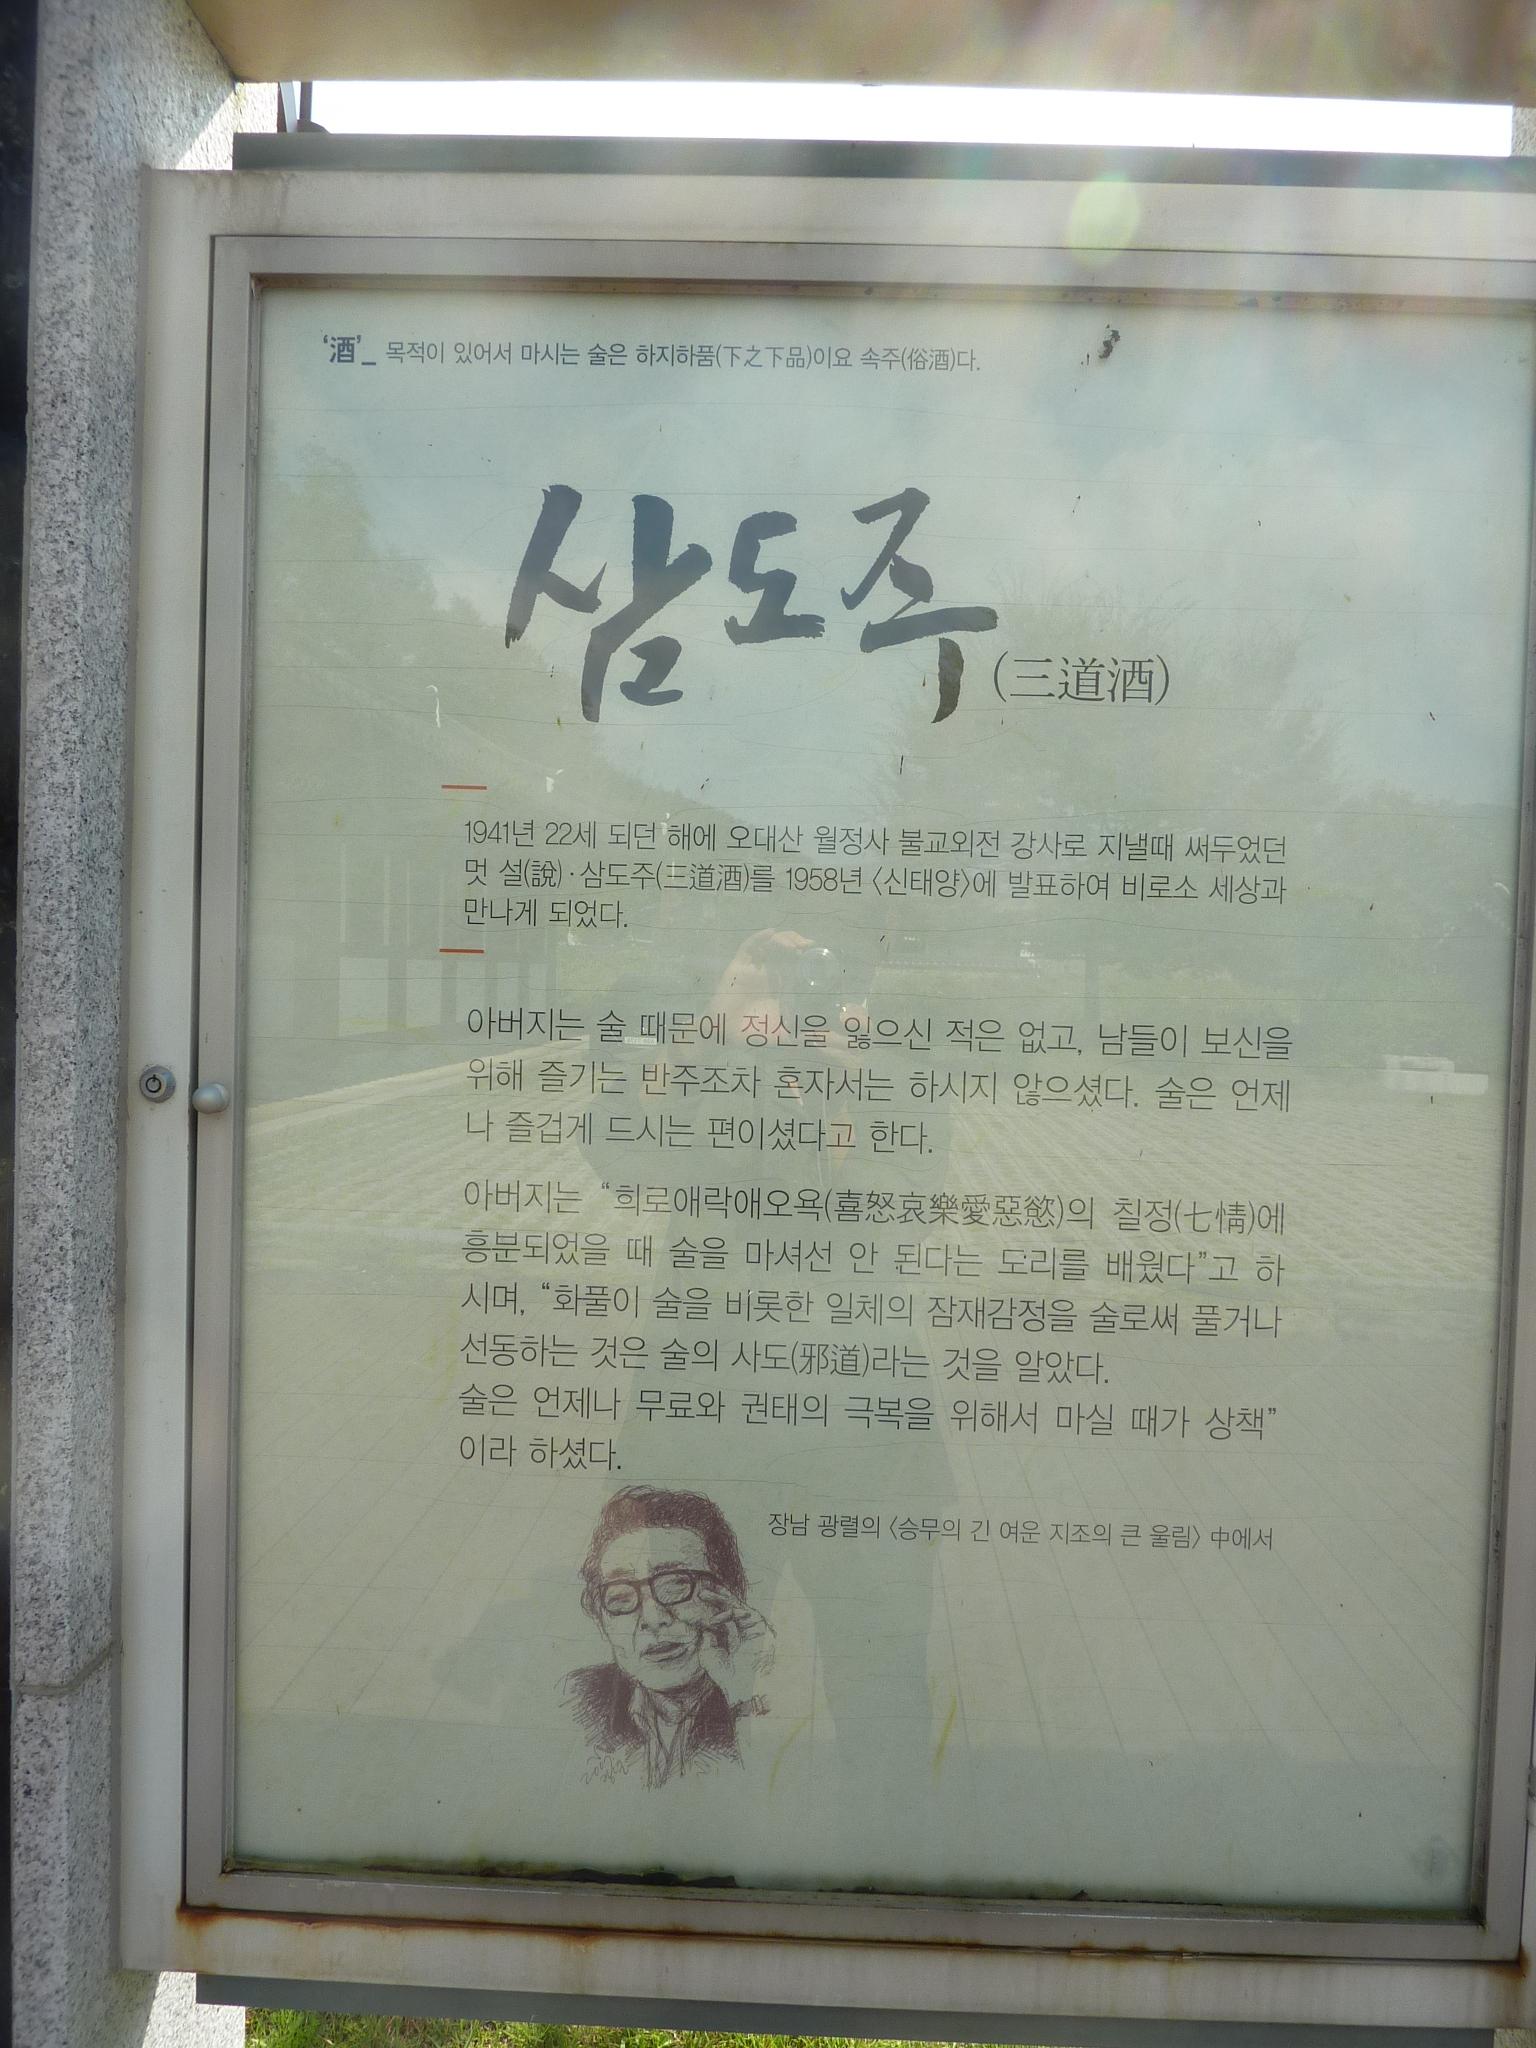 ‘酒’_ 목적이 있어서 마시는 술은 하지하품(下之下品)이요 속주(俗酒)다.
삼도주 (三道酒)
1941년 22세 되던 해에 오대산 월정사 불교외전 강사로 지낼때 써두었던
멋 설(說)·삼도주(三道酒)를 1958년 〈신태양〉에 발표하여 비로소 세상과
만나게 되었다.
아버지는 술 때문에 정신을 잃으신 적은 없고, 남들이 보신을
위해 즐기는 반주조차 혼자서는 하시지 않으셨다. 술은 언제
나 즐겁게 드시는 편이셨다고 한다.
아버지는 “희로애락애오욕(喜怒哀樂愛惡慾)의 칠정(七情)에
흥분되었을 때 술을 마셔선 안 된다는 도리를 배웠다”고 하
시며, “화풀이 술을 비롯한 일체의 잠재감정을 술로써 풀거나
선동하는 것은 술의 사도(邪道)라는 것을 알았다.
술은 언제나 무료와 권태의 극복을 위해서 마실 때가 상책”
이라 하셨다.
장남 광렬의 〈승무의 긴 여운 지조의 큰 울림〉 中에서